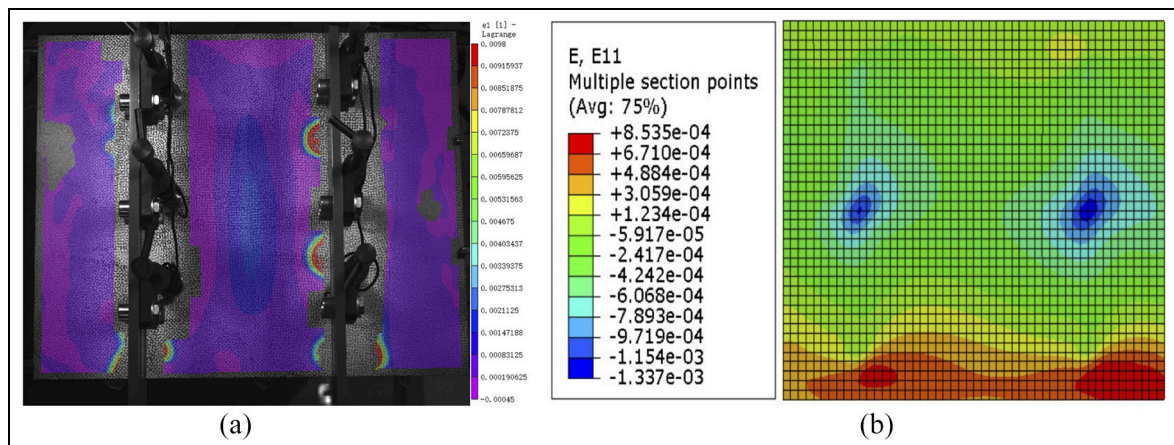 e1 [1] -
Lagrange
0.0098
0.00915937
0.00851875
0.00787812
0.0072375
0.00659687
0.00595625
0.00531563
0.004675
0.00403437
0.00339375
0.00275313
0.0021125
0.00147188
0.00083125
0.000190625
-0.00045
(a)
E, E11
Multiple section points
(Avg: 75%)
+8.535e-04
+6.710e-04
+4.884e-04
+3.059e-04
+1.234e-04
-5.917e-05
-2.417e-04
-4.242e-04
-6.068e-04
-7.893e-04
-9.719e-04
-1.154e-03
-1.337e-03
(b)